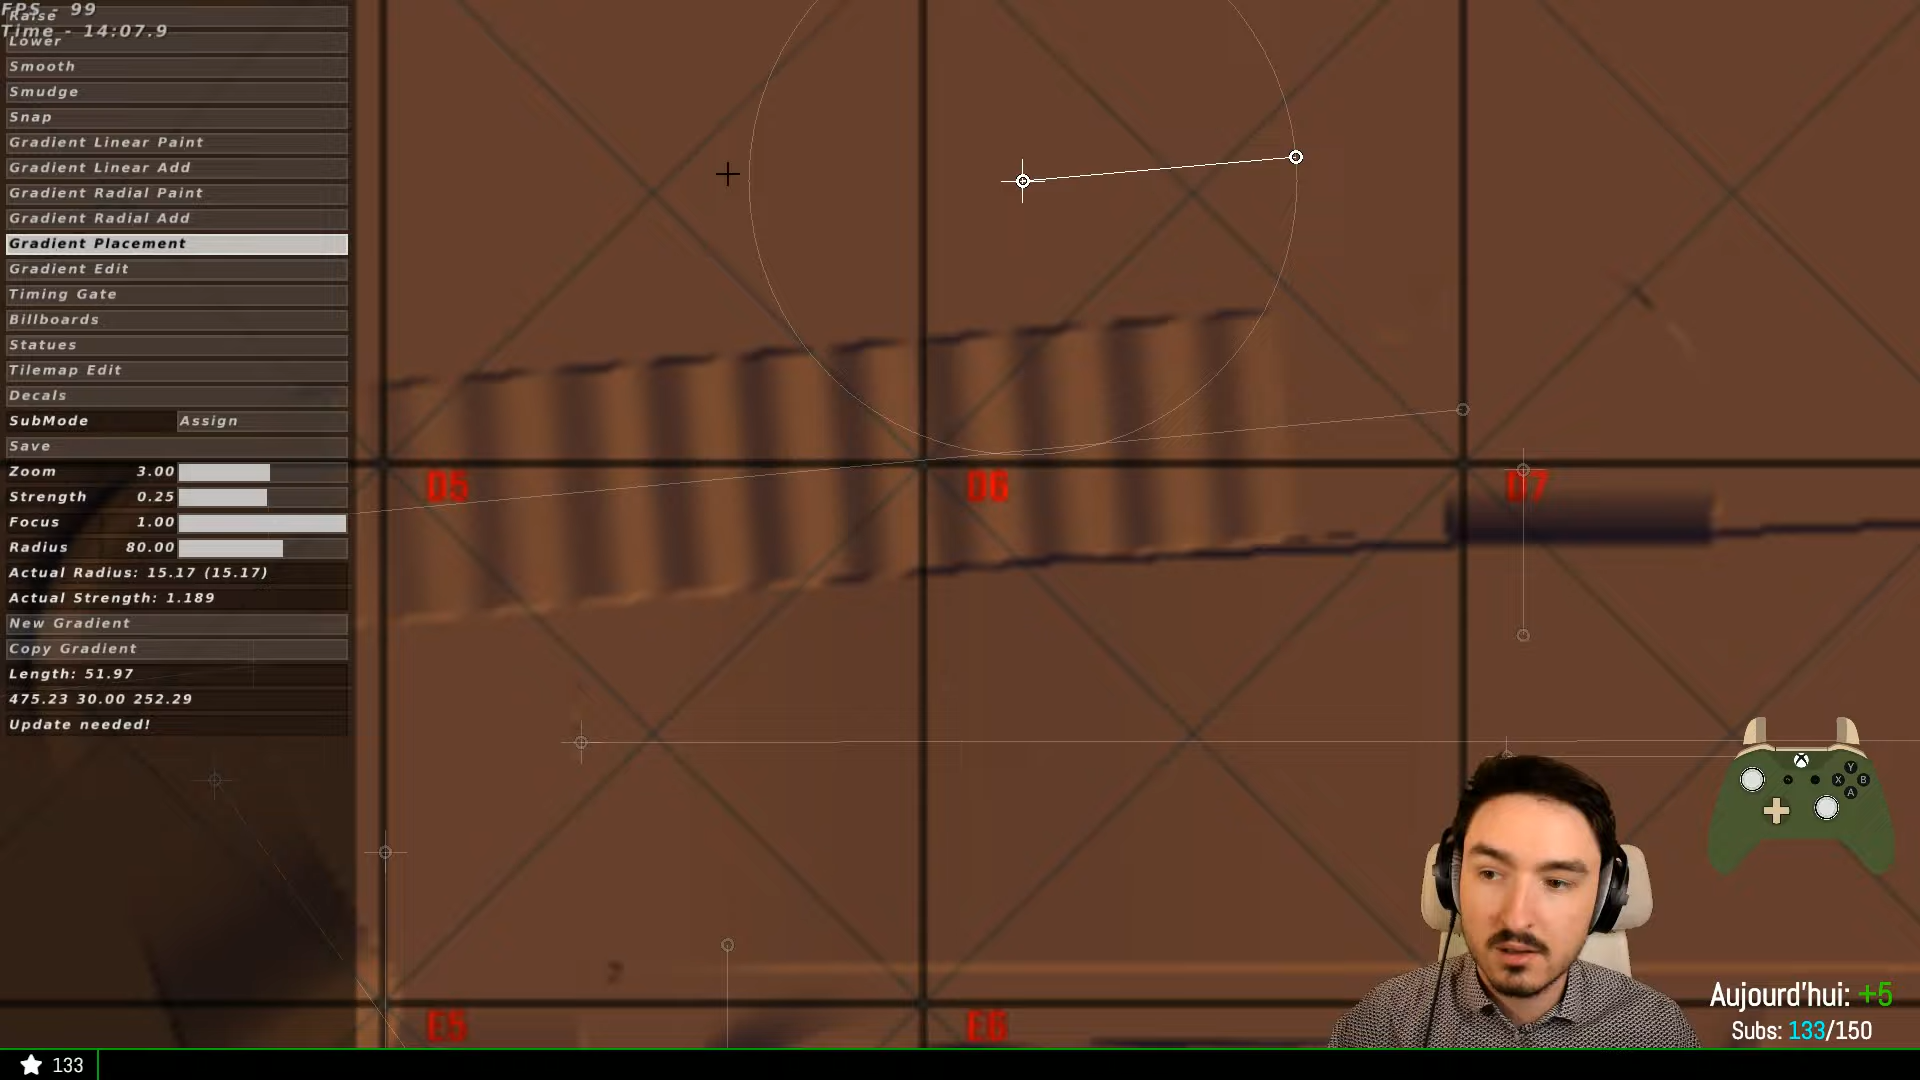 FPS - 99
Raise
Time - 14:07.9
Lower
Smooth
Smudge
Snap
Gradient Linear Paint
Gradient Linear Add
Gradient Radial Paint
Gradient Radial Add
Gradient Placement
Gradient Edit
Timing Gate
Billboards
Statues
Tilemap Edit
Decals
SubMode Assign
Save
Zoom 3.00
Strength 0.25
Focus 1.00
Radius 80.00
Actual Radius: 15.17 (15.17)
Actual Strength: 1.189
New Gradient
Copy Gradient
Length: 51.97
475.23 30.00 252.29
Update needed!
D5
D6
D7
E5
E6
Y
X B
A
Aujourd'hui: +5
Subs: 133/150
133